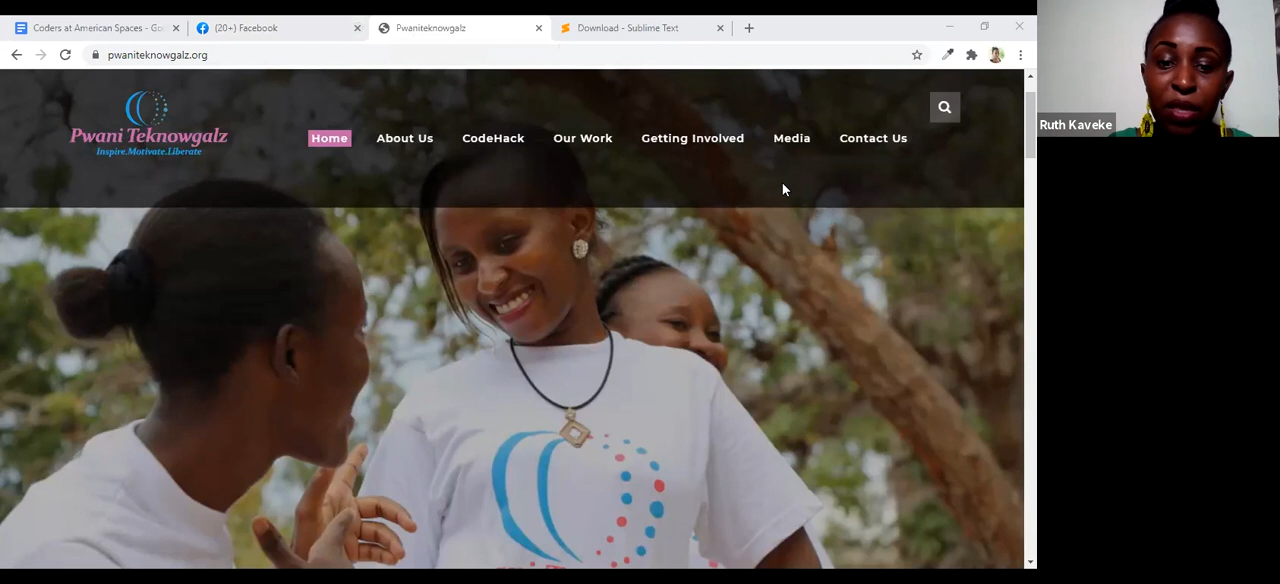 Coders at American Spaces - Go
(20+) Facebook
Pwaniteknowgalz
Download - Sublime Text
pwaniteknowgalz.org
Ruth Kaveke
Pwani Teknowgalz
Inspire.Motivate.Liberate
Home
About Us
CodeHack
Our Work
Getting Involved
Media
Contact Us